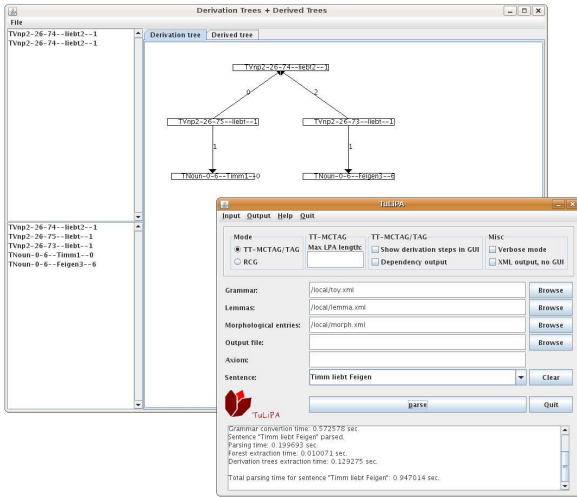 Derivation Trees + Derived Trees
File
TVnp2-26-74--liebt2--1
TVnp2-26-74--liebt2--1
Derivation tree Derived tree
TVnp2-26-74--liebt2--1
0 2
TVnp2-26-75--liebt--1 TVnp2-26-73--liebt--1
1 1
TNoun-0-6--Timm1--0 TNoun-0-6--Feigen3--6
TVnp2-26-74--liebt2--1
TVnp2-26-75--liebt--1
TVnp2-26-73--liebt--1
TNoun-0-6--Timm1--0
TNoun-0-6--Feigen3--6
TuLiPA
Input Output Help Quit
Mode TT-MCTAG TT-MCTAG/TAG Misc
TT-MCTAG/TAG Max LPA length: Show derivation steps in GUI Verbose mode
RCG Dependency output XML output, no GUI
Grammar: /local/toy.xml Browse
Lemmas: /local/lemma.xml Browse
Morphological entries: /local/morph.xml Browse
Output file: Browse
Axiom:
Sentence: Timm liebt Feigen Clear
TuLiPA parse Quit
Grammar convertion time: 0.572578 sec.
Sentence "Timm liebt Feigen" parsed.
Parsing time: 0.199693 sec.
Forest extraction time: 0.010071 sec.
Derivation trees extraction time: 0.129275 sec.
Total parsing time for sentence "Timm liebt Feigen": 0.947014 sec.